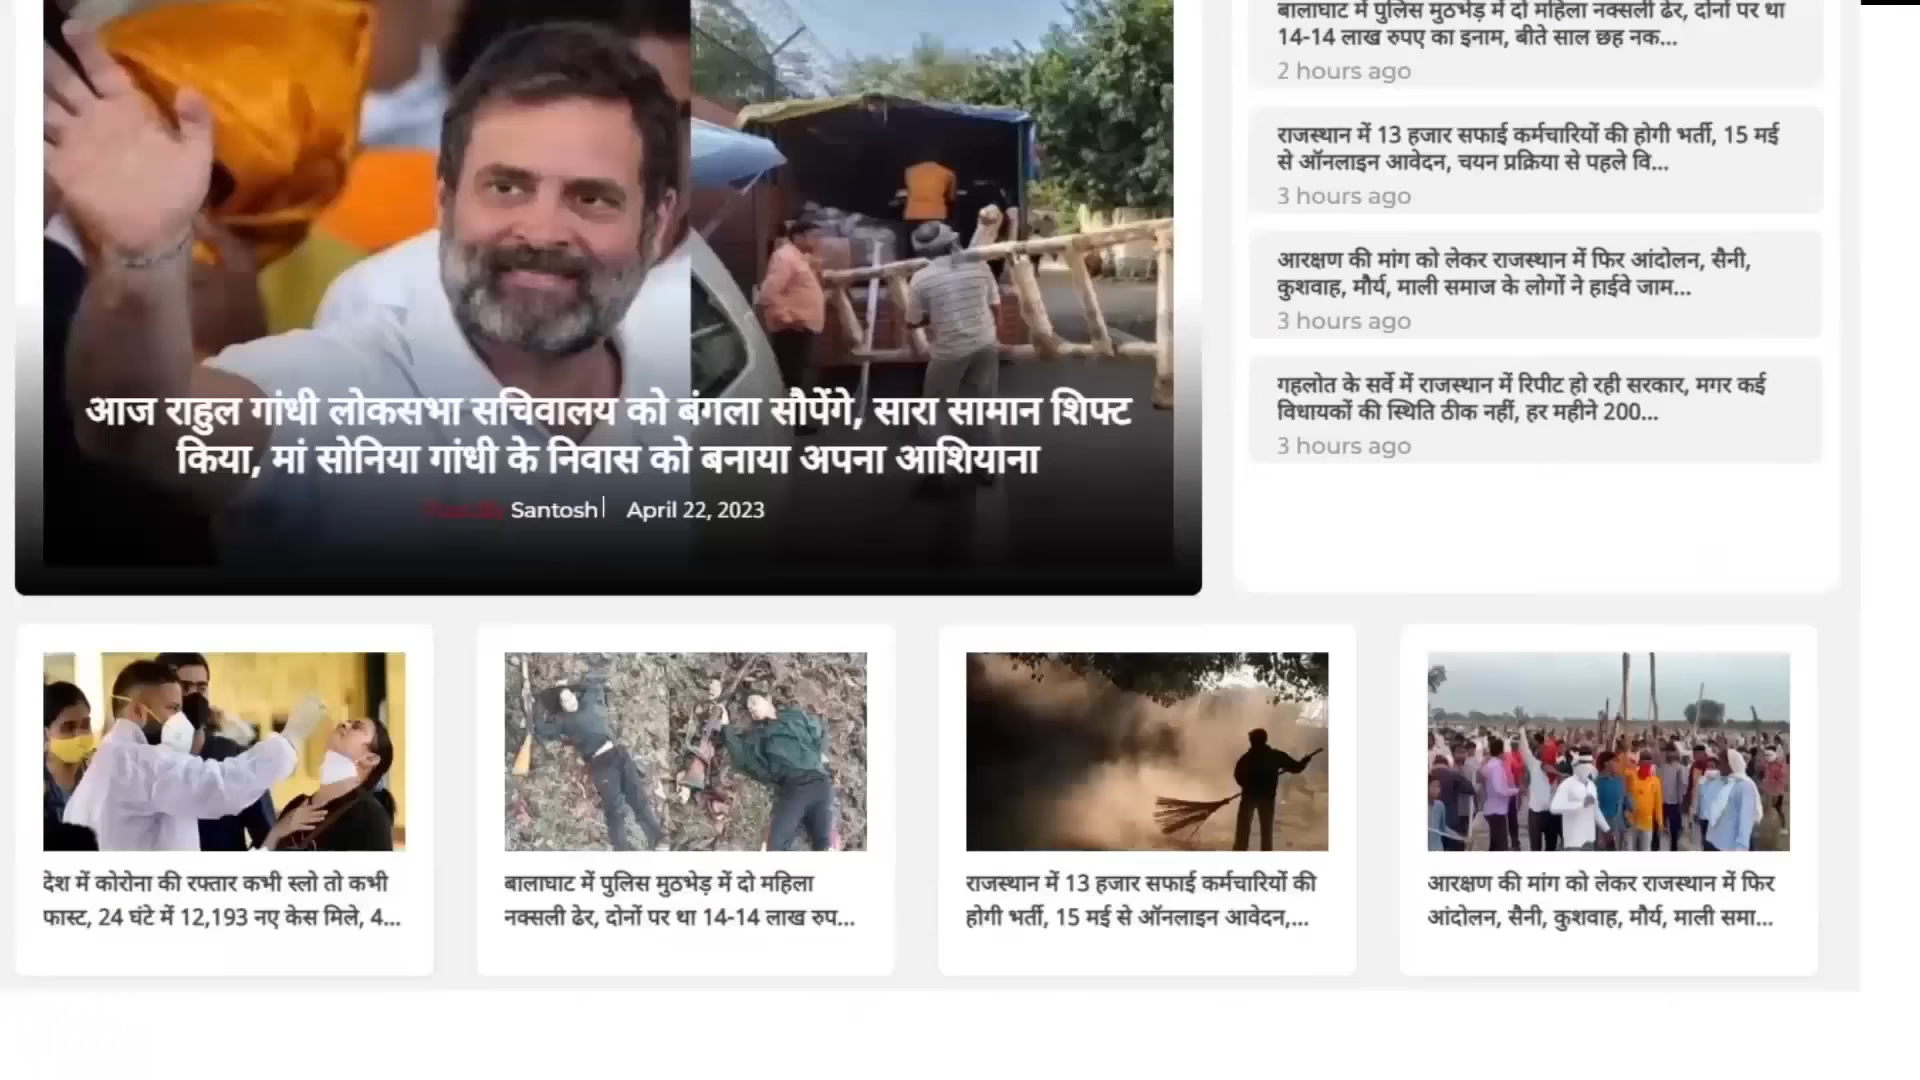 बालाघाट में पुलिस मुठभेड़ में दो महिला नक्सली ढेर, दोनों पर था
14-14 लाख रुपए का इनाम, बीते साल छह नक...
2 hours ago
राजस्थान में 13 हजार सफाई कर्मचारियों की होगी भर्ती, 15 मई
से ऑनलाइन आवेदन, चयन प्रक्रिया से पहले वि...
3 hours ago
आरक्षण की मांग को लेकर राजस्थान में फिर आंदोलन, सैनी,
कुशवाह, मौर्य, माली समाज के लोगों ने हाईवे जाम...
3 hours ago
गहलोत के सर्वे में राजस्थान में रिपीट हो रही सरकार, मगर कई
विधायकों की स्थिति ठीक नहीं, हर महीने 200...
3 hours ago
आज राहुल गांधी लोकसभा सचिवालय को बंगला सौपेंगे, सारा सामान शिफ्ट
किया, मां सोनिया गांधी के निवास को बनाया अपना आशियाना
Santosh | April 22, 2023
देश में कोरोना की रफ्तार कभी स्लो तो कभी
फास्ट, 24 घंटे में 12,193 नए केस मिले, 4...
बालाघाट में पुलिस मुठभेड़ में दो महिला
नक्सली ढेर, दोनों पर था 14-14 लाख रुप...
राजस्थान में 13 हजार सफाई कर्मचारियों की
होगी भर्ती, 15 मई से ऑनलाइन आवेदन,...
आरक्षण की मांग को लेकर राजस्थान में फिर
आंदोलन, सैनी, कुशवाह, मौर्य, माली समा...